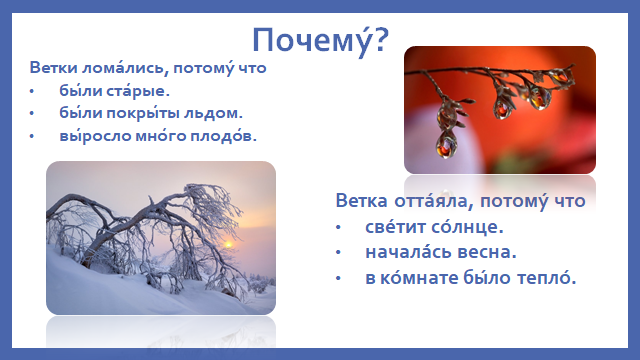 Почему́?
Ветки лома́лись, потому́ что
• бы́ли ста́рые.
• бы́ли покры́ты льдом.
• вы́росло мно́го плодо́в.
Ветка отта́яла, потому́ что
• све́тит со́лнце.
• начала́сь весна.
• в ко́мнате бы́ло тепло́.